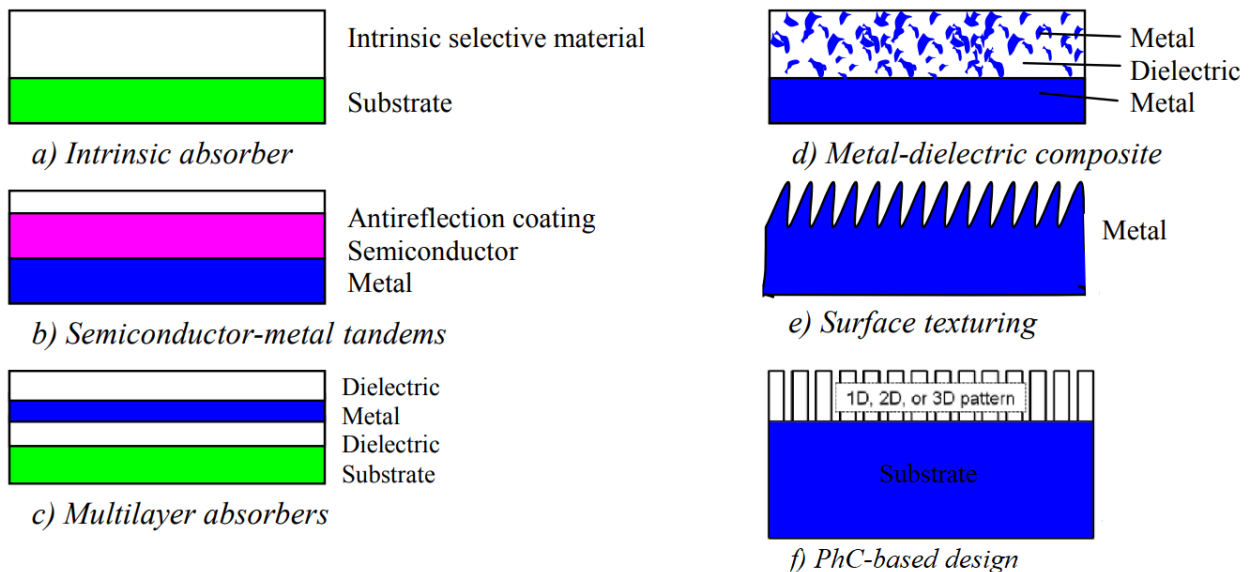 Intrinsic selective material
Substrate
a) Intrinsic absorber
Antireflection coating
Semiconductor
Metal
b) Semiconductor-metal tandems
Dielectric
Metal
Dielectric
Substrate
c) Multilayer absorbers
Metal
Dielectric
Metal
d) Metal-dielectric composite
Metal
e) Surface texturing
1D, 2D, or 3D pattern
Substrate
f) PhC-based design